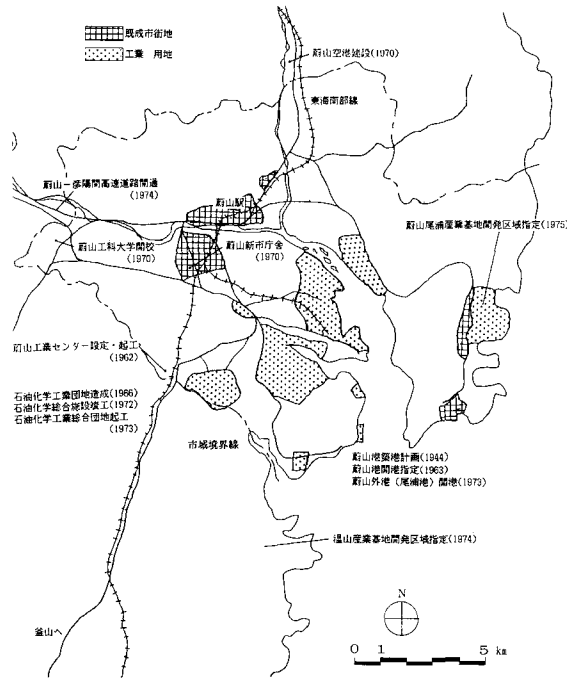 既成市街地
工業 用地
蔚山空港建設(1970)
東海南部線
蔚山－彦陽間高速道路開通
(1974)
蔚山駅
蔚山尾浦産業基地開発区域指定(1975)
蔚山工科大学開校
(1970)
蔚山新市庁舎
(1970)
蔚山工業センター設定・起工
(1962)
石油化学工業団地造成(1966)
石油化学総合施設竣工(1972)
石油化学工業総合団地起工
(1973)
市域境界線
蔚山港築港計画(1944)
蔚山港開港指定(1963)
蔚山外港（尾浦港）開港(1973)
温山産業基地開発区域指定(1974)
釜山へ
N
0 1 5 km